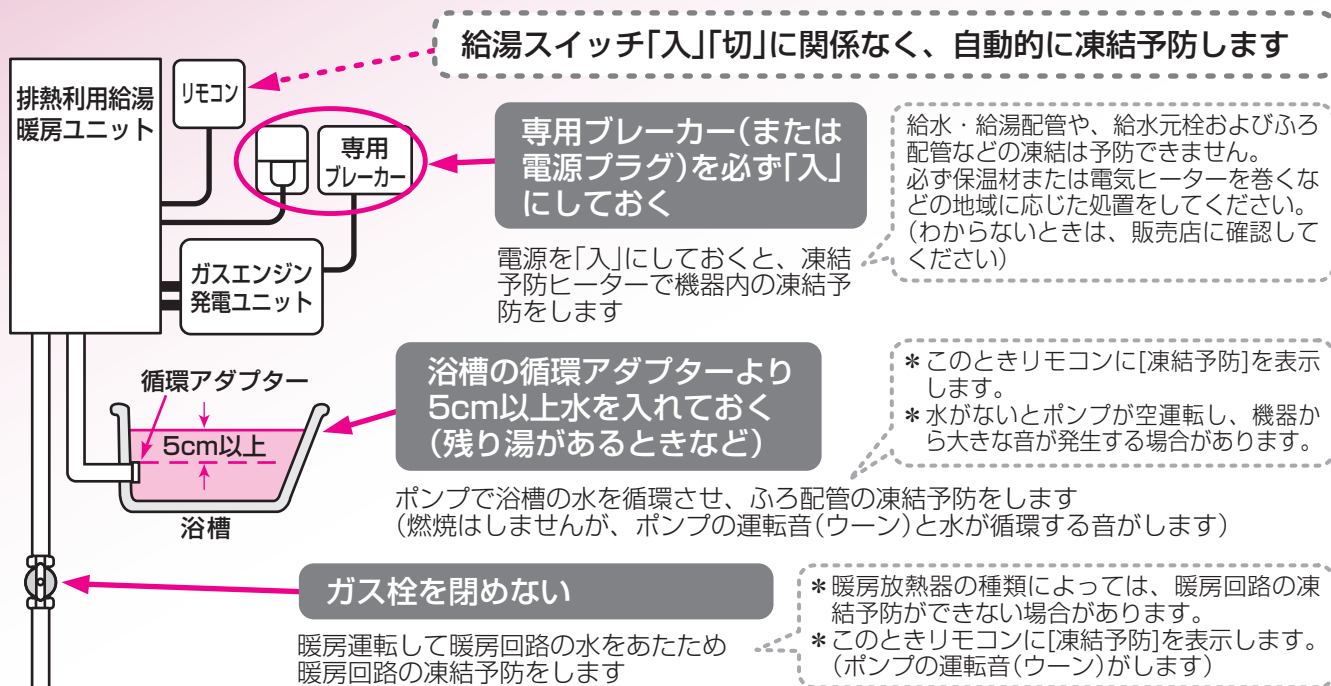 給湯スイッチ「入」「切」に関係なく、自動的に凍結予防します
排熱利用給湯
暖房ユニット
リモコン
専用
ブレーカー
ガスエンジン
発電ユニット
専用ブレーカー(または
電源プラグ)を必ず「入」
にしておく
給水・給湯配管や、給水元栓およびふろ
配管などの凍結は予防できません。
必ず保温材または電気ヒーターを巻くな
どの地域に応じた処置をしてください。
(わからないときは、販売店に確認して
ください)
電源を「入」にしておくと、凍結
予防ヒーターで機器内の凍結予
防をします
循環アダプター
5cm以上
浴槽
浴槽の循環アダプターより
5cm以上水を入れておく
(残り湯があるときなど)
*このときリモコンに[凍結予防]を表示
します。
*水がないとポンプが空運転し、機器か
ら大きな音が発生する場合があります。
ポンプで浴槽の水を循環させ、ふろ配管の凍結予防をします
(燃焼はしませんが、ポンプの運転音(ウーン)と水が循環する音がします)
ガス栓を閉めない
*暖房放熱器の種類によっては、暖房回路の凍
結予防ができない場合があります。
*このときリモコンに[凍結予防]を表示します。
(ポンプの運転音(ウーン)がします)
暖房運転して暖房回路の水をあたため
暖房回路の凍結予防をします